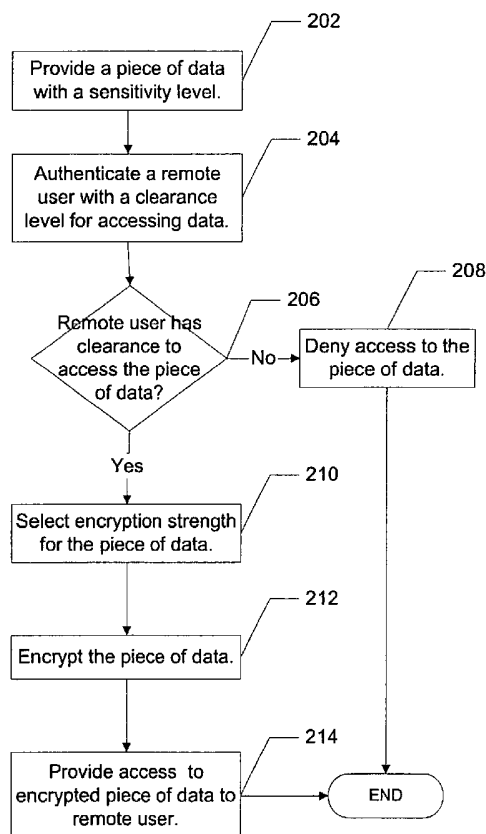 202
Provide a piece of data
with a sensitivity level.
204
Authenticate a remote
user with a clearance
level for accessing data.
206
Remote user has
clearance to
access the piece
of data?
No
208
Deny access to the
piece of data.
Yes
210
Select encryption strength
for the piece of data.
212
Encrypt the piece of data.
214
Provide access to
encrypted piece of data to
remote user.
END